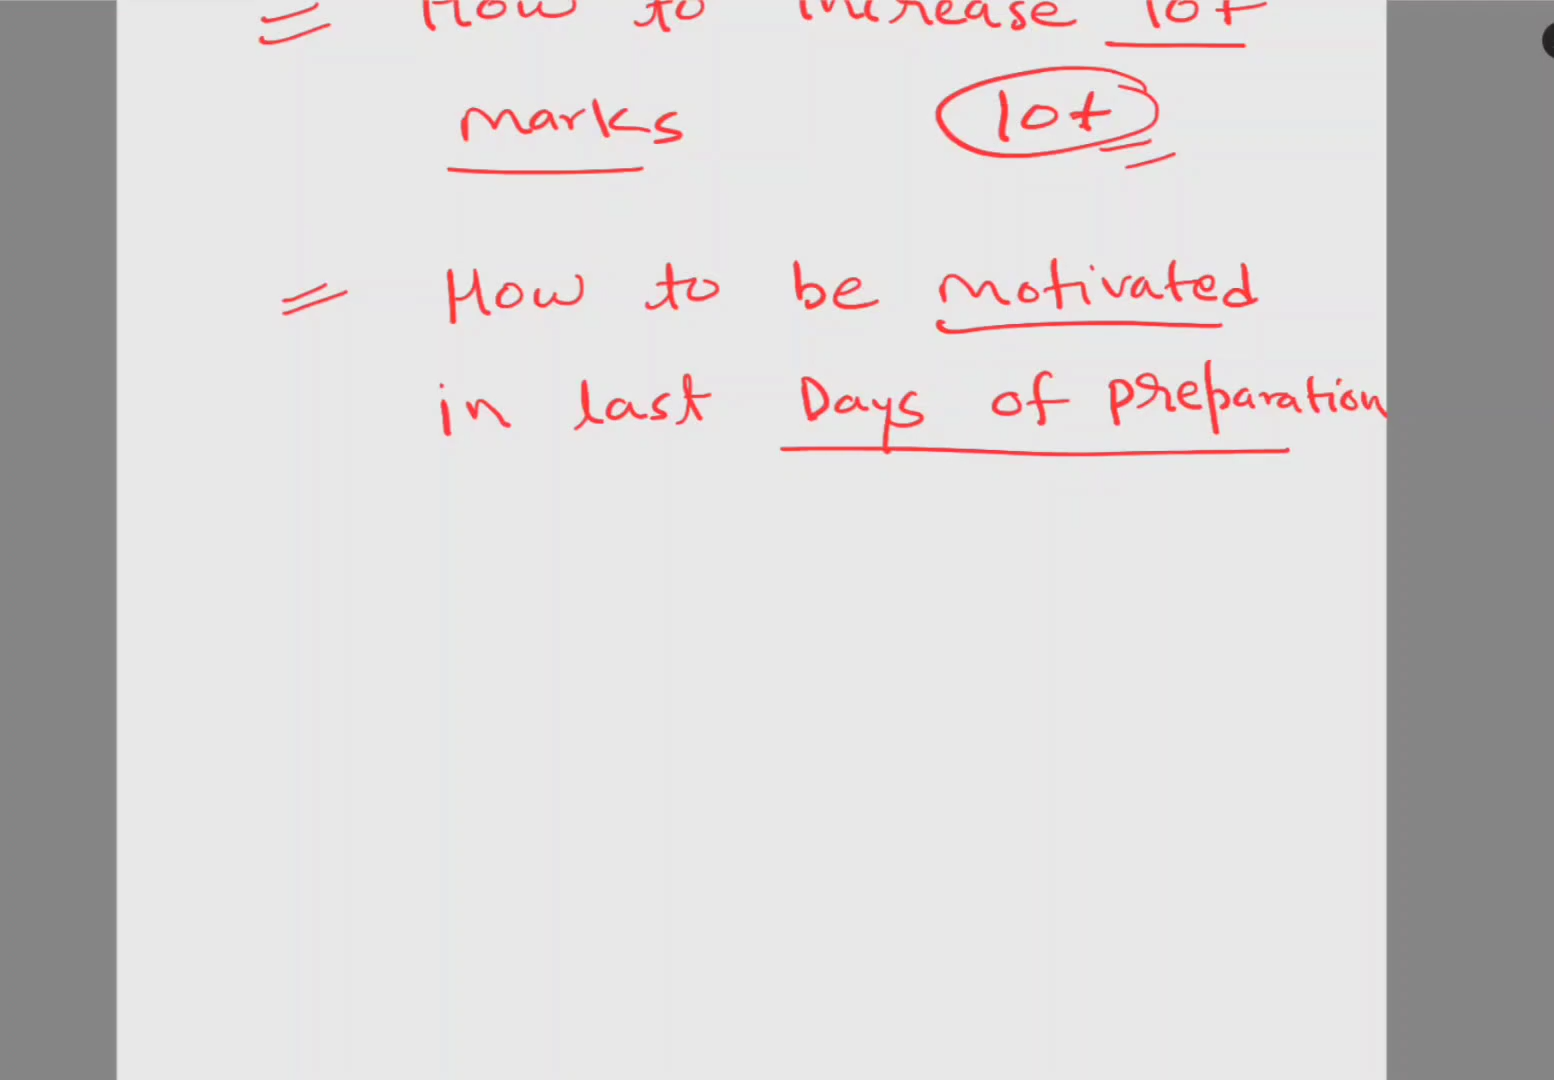 = How to increase 10+
marks 10+
= How to be motivated
in last Days of preparation